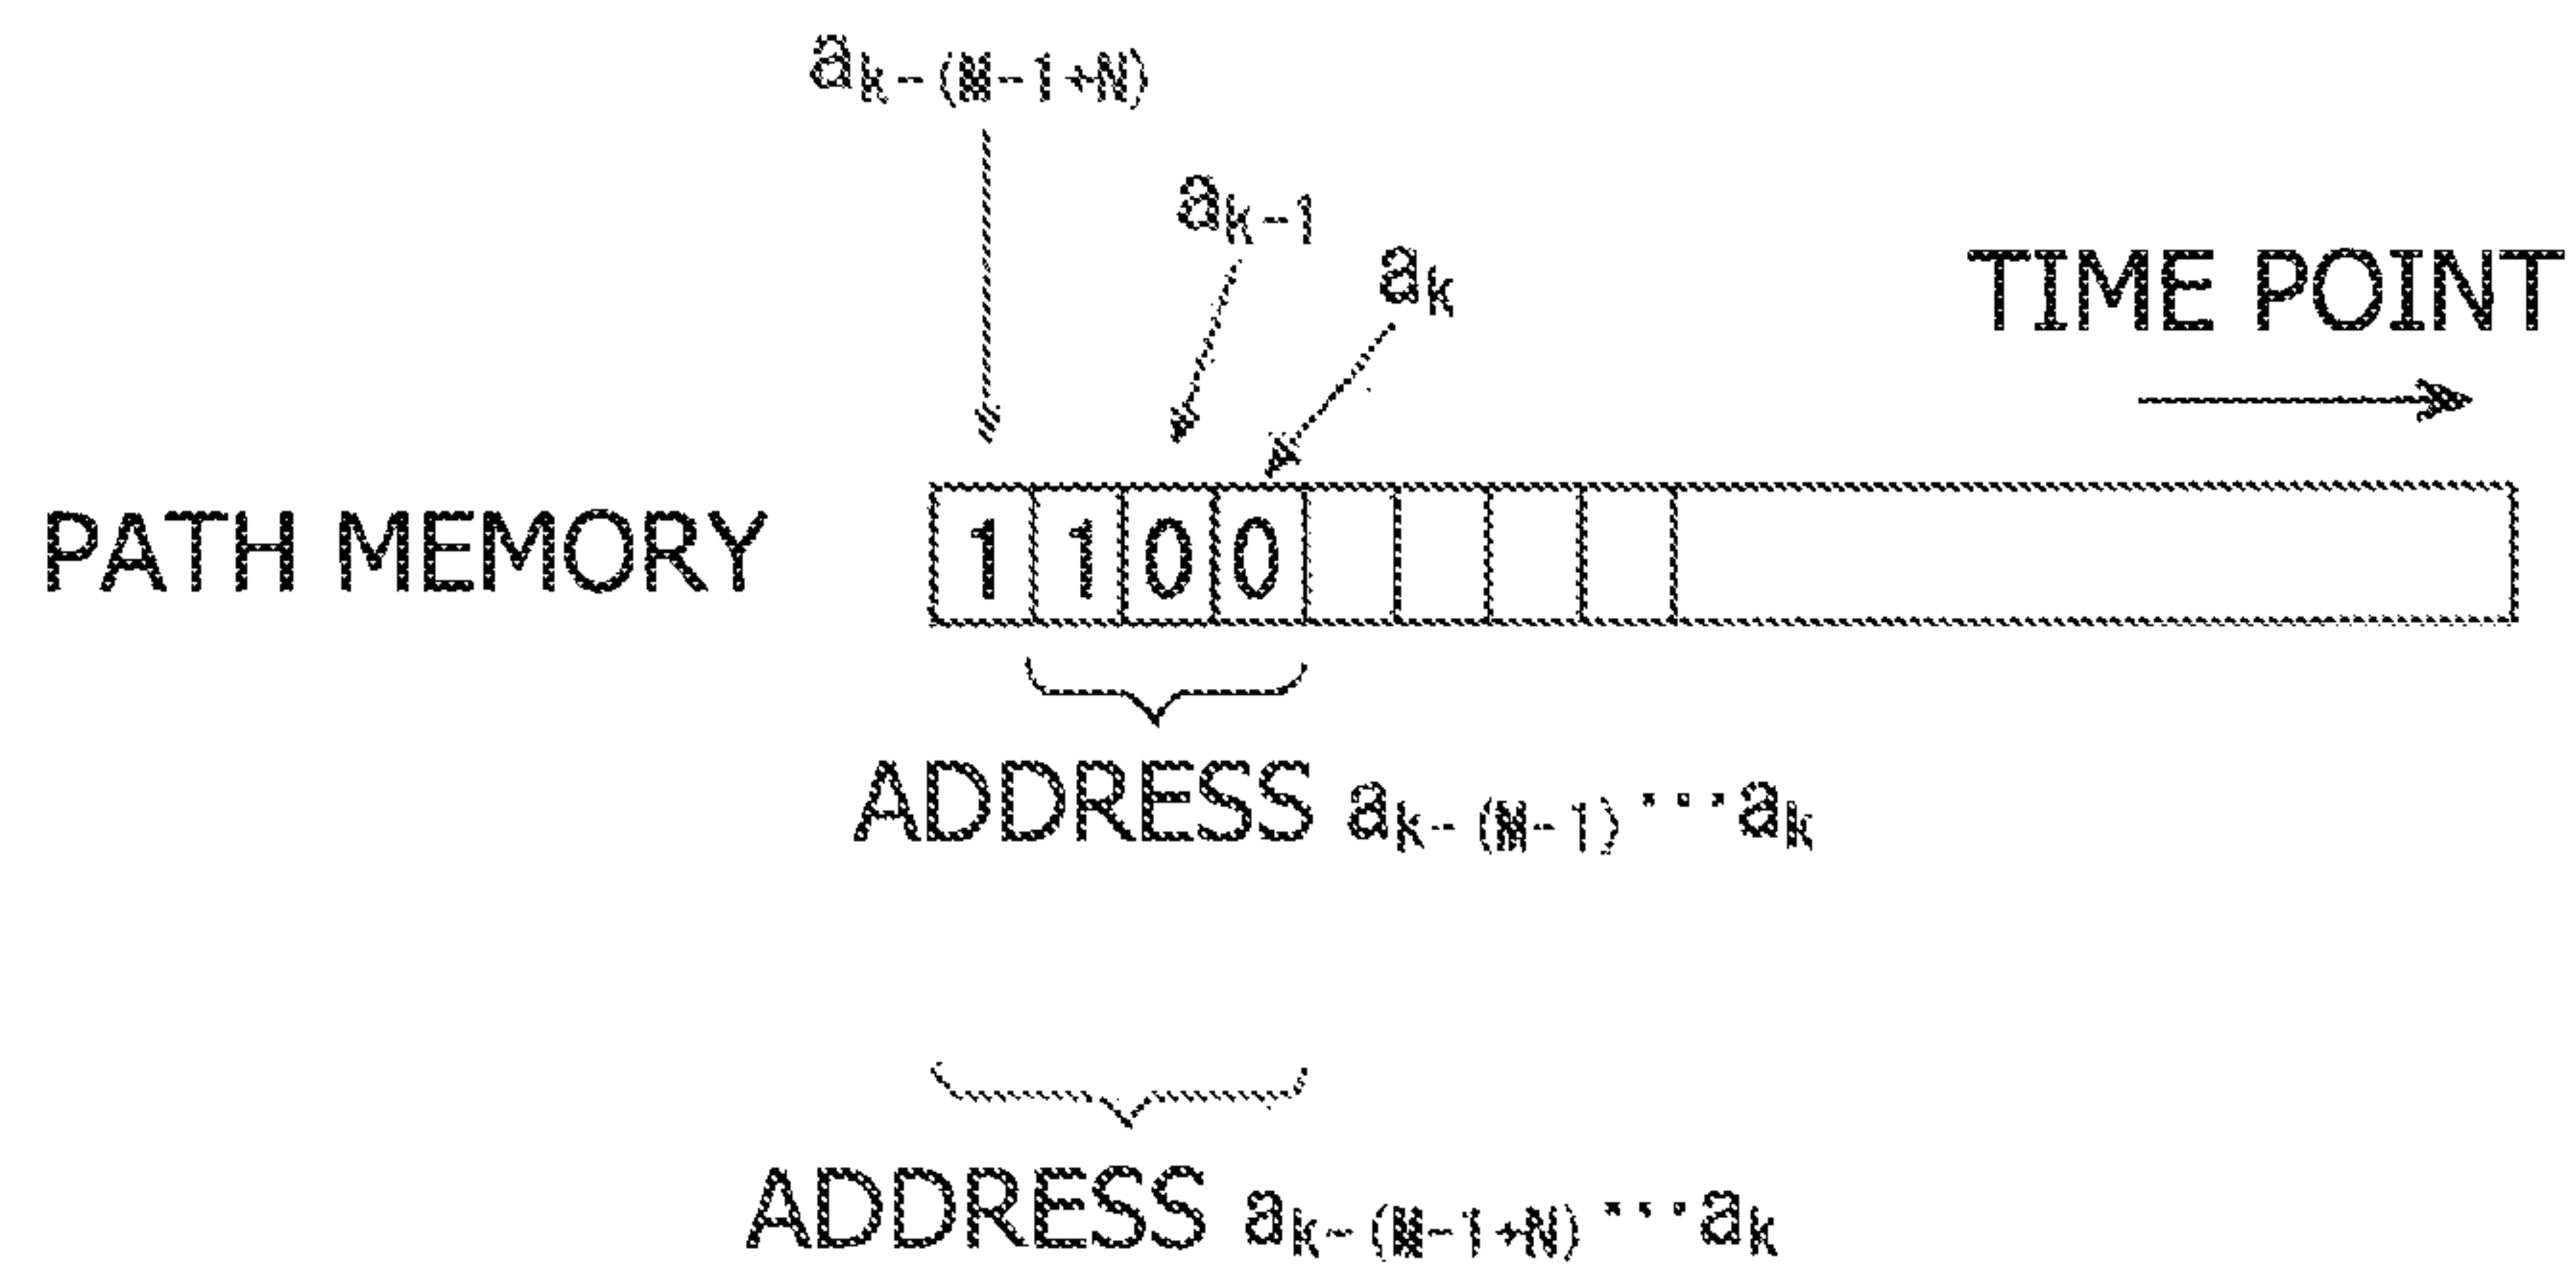 a_{k-(M-1+N)}
a_{k-1}
a_k
TIME POINT
PATH MEMORY 1 1 0 0
ADDRESS a_{k-(M-1)}···a_k
ADDRESS a_{k-(M-1+N)}···a_k